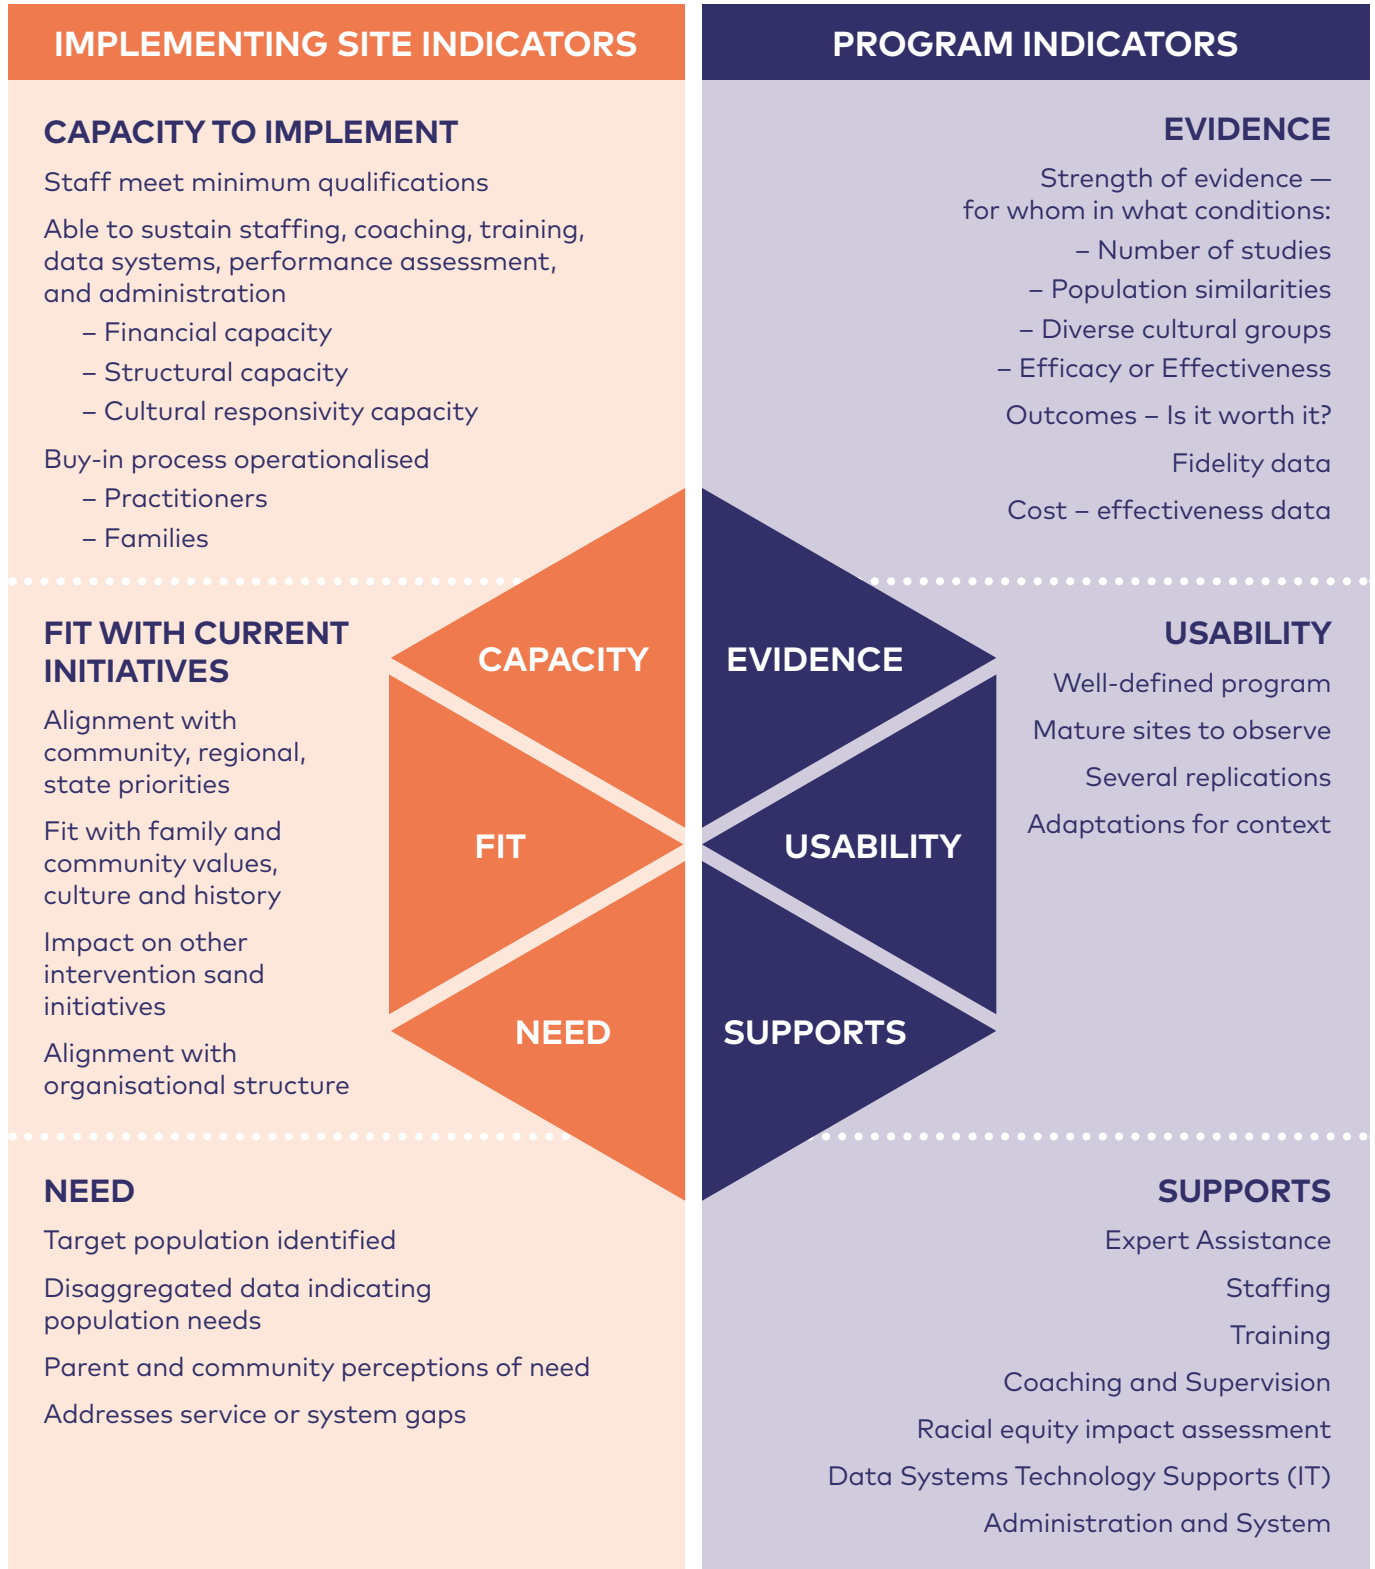 IMPLEMENTING SITE INDICATORS
CAPACITY TO IMPLEMENT
Staff meet minimum qualifications
Able to sustain staffing, coaching, training,
data systems, performance assessment,
and administration
– Financial capacity
– Structural capacity
– Cultural responsivity capacity
Buy-in process operationalised
– Practitioners
– Families
FIT WITH CURRENT
INITIATIVES
Alignment with
community, regional,
state priorities
Fit with family and
community values,
culture and history
Impact on other
intervention sand
initiatives
Alignment with
organisational structure
NEED
Target population identified
Disaggregated data indicating
population needs
Parent and community perceptions of need
Addresses service or system gaps
CAPACITY
FIT
NEED
PROGRAM INDICATORS
EVIDENCE
Strength of evidence —
for whom in what conditions:
– Number of studies
– Population similarities
– Diverse cultural groups
– Efficacy or Effectiveness
Outcomes – Is it worth it?
Fidelity data
Cost – effectiveness data
EVIDENCE
USABILITY
SUPPORTS
USABILITY
Well-defined program
Mature sites to observe
Several replications
Adaptations for context
SUPPORTS
Expert Assistance
Staffing
Training
Coaching and Supervision
Racial equity impact assessment
Data Systems Technology Supports (IT)
Administration and System